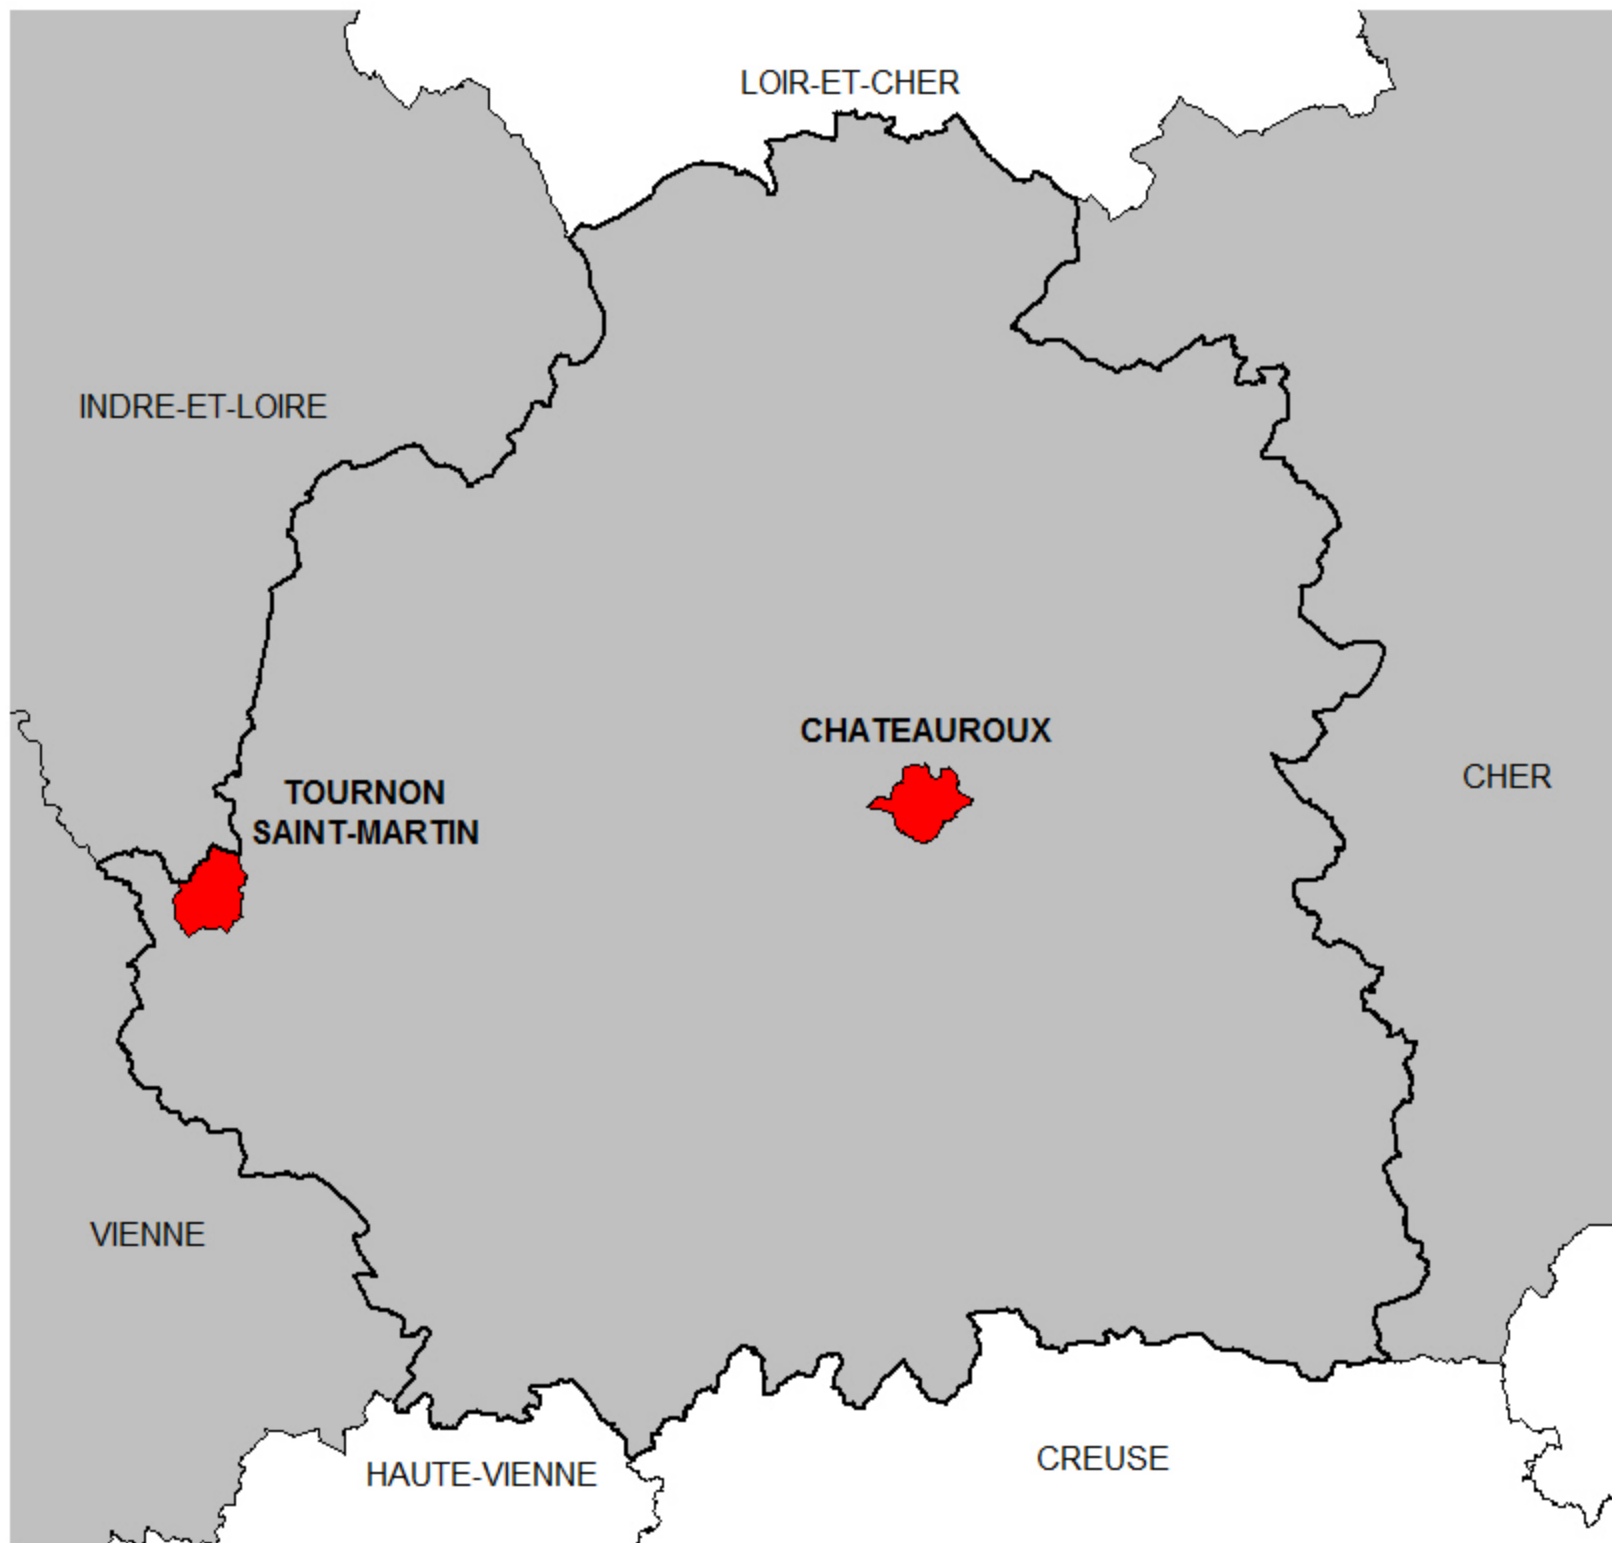 LOIR-ET-CHER
INDRE-ET-LOIRE
CHATEAUROUX
CHER
TOURNON
SAINT-MARTIN
VIENNE
CREUSE
HAUTE-VIENNE